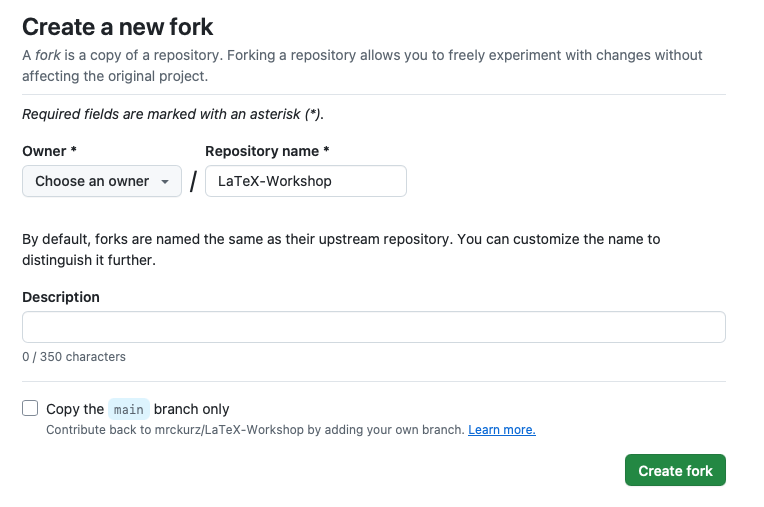 Create a new fork
A fork is a copy of a repository. Forking a repository allows you to freely experiment with changes without
affecting the original project.
Required fields are marked with an asterisk (*).
Owner * Repository name *
Choose an owner / LaTeX-Workshop
By default, forks are named the same as their upstream repository. You can customize the name to
distinguish it further.
Description
0 / 350 characters
Copy the main branch only
Contribute back to mrckurz/LaTeX-Workshop by adding your own branch. Learn more.
Create fork